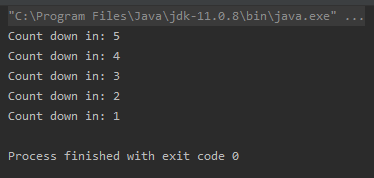 "C:\Program Files\Java\jdk-11.0.8\bin\java.exe" ...
Count down in: 5
Count down in: 4
Count down in: 3
Count down in: 2
Count down in: 1
Process finished with exit code 0